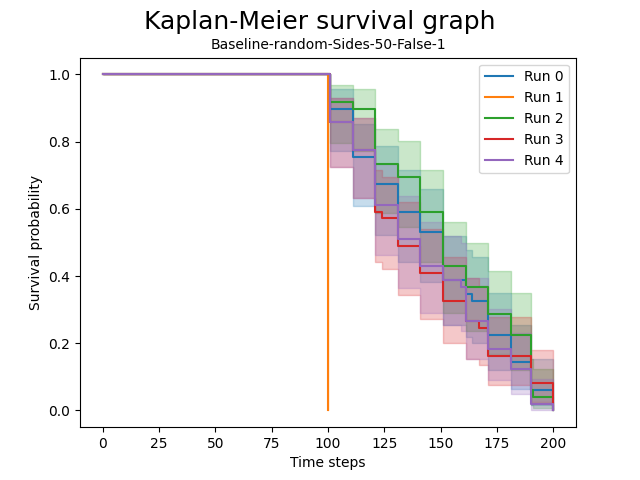 Kaplan-Meier survival graph
Baseline-random-Sides-50-False-1
Run 0
Run 1
Run 2
Run 3
Run 4
Survival probability
1.0
0.8
0.6
0.4
0.2
0.0
0 25 50 75 100 125 150 175 200
Time steps